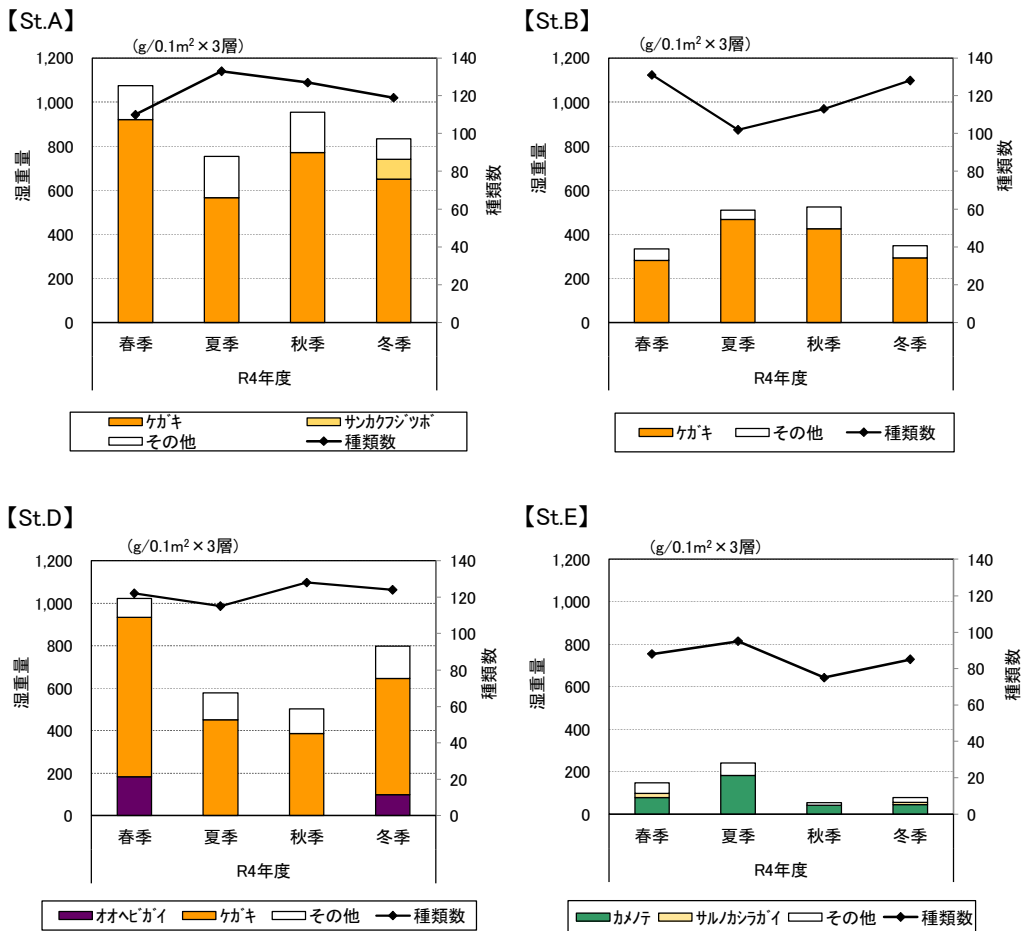 【St.A】
(g/0.1m²×3層)
1,200
1,000
800
600
400
200
0
湿重量
140
120
100
80
60
40
20
0
種類数
春季 夏季 秋季 冬季
R4年度
ケガキ サンカクフジツボ
その他 種類数
【St.B】
(g/0.1m²×3層)
1,200
1,000
800
600
400
200
0
湿重量
140
120
100
80
60
40
20
0
種類数
春季 夏季 秋季 冬季
R4年度
ケガキ その他 種類数
【St.D】
(g/0.1m²×3層)
1,200
1,000
800
600
400
200
0
湿重量
140
120
100
80
60
40
20
0
種類数
春季 夏季 秋季 冬季
R4年度
オオヘビガイ ケガキ その他 種類数
【St.E】
(g/0.1m²×3層)
1,200
1,000
800
600
400
200
0
湿重量
140
120
100
80
60
40
20
0
種類数
春季 夏季 秋季 冬季
R4年度
カメノテ サルノカシラガイ その他 種類数